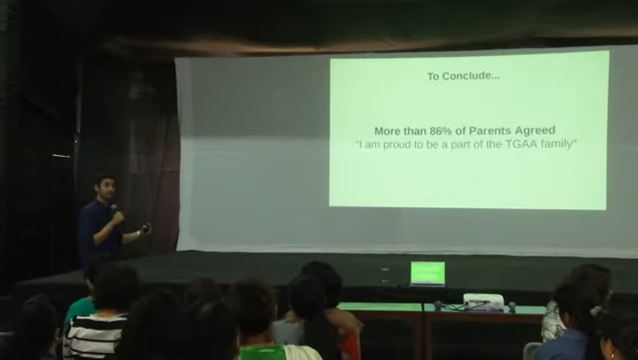 To Conclude...
More than 86% of Parents Agreed
"I am proud to be a part of the TGAA family"